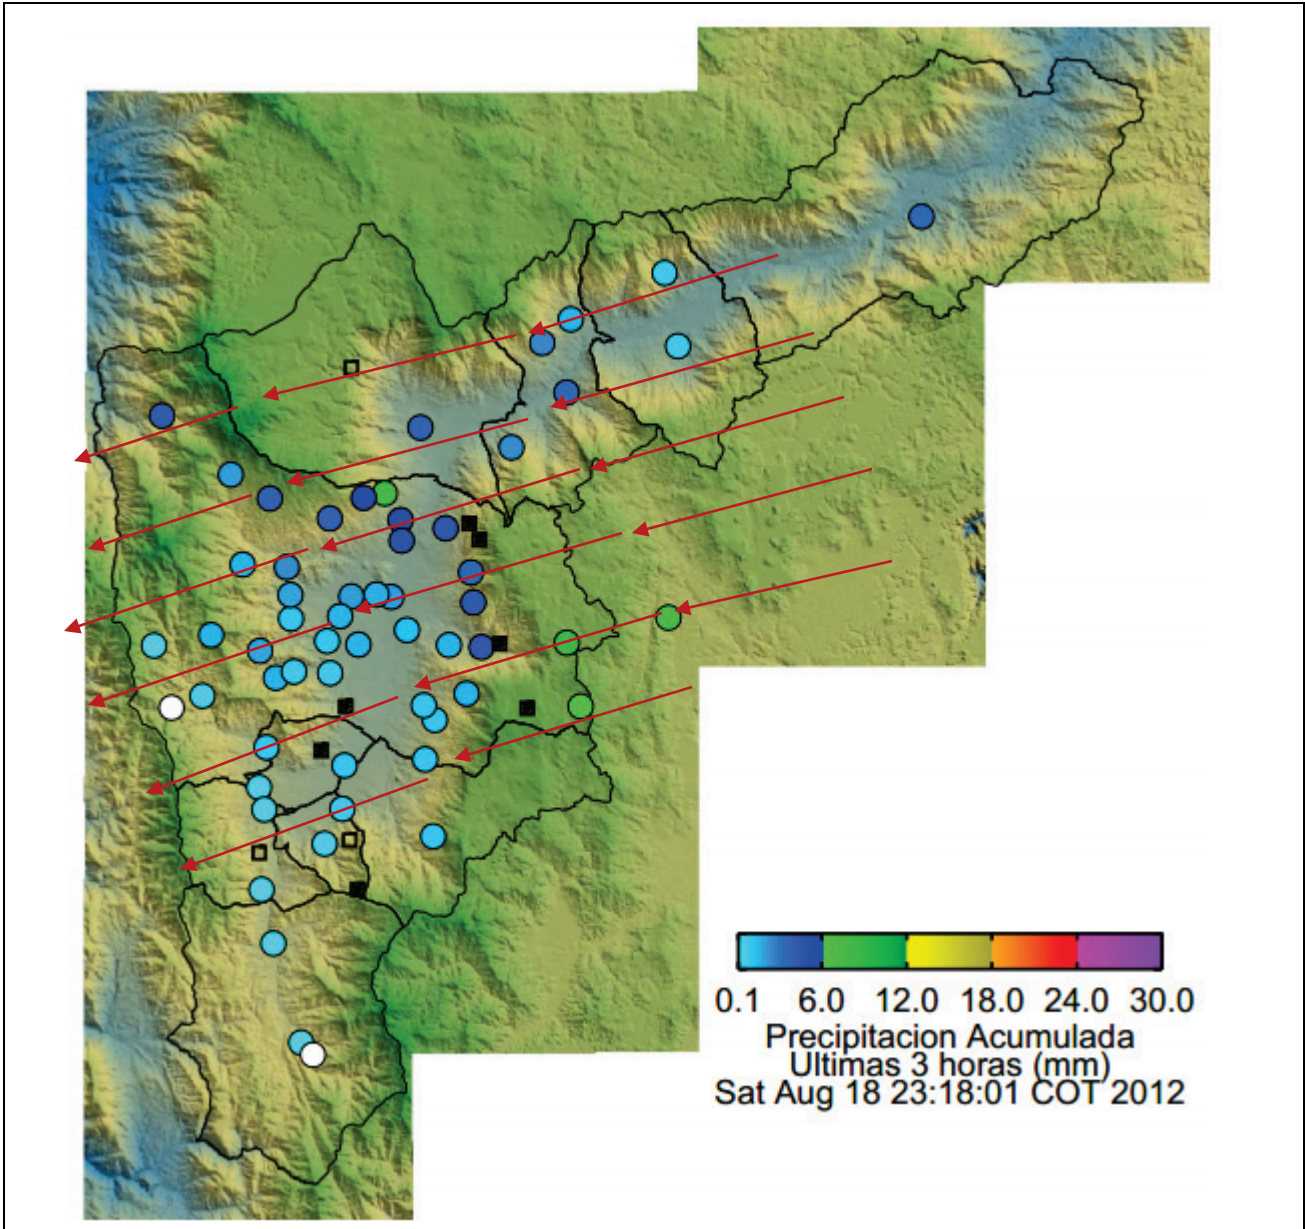 0.1 6.0 12.0 18.0 24.0 30.0
Precipitacion Acumulada
Ultimas 3 horas (mm)
Sat Aug 18 23:18:01 COT 2012